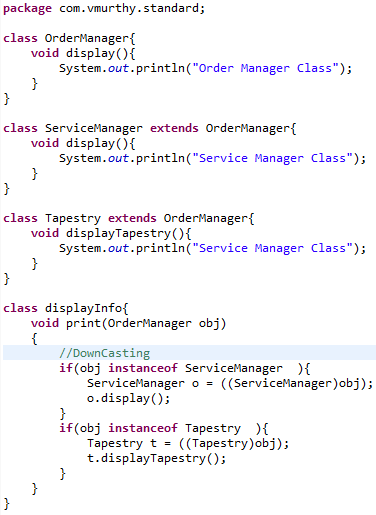 package com.vmurthy.standard;
class OrderManager{
void display(){
System.out.println("Order Manager Class");
}
}
class ServiceManager extends OrderManager{
void display(){
System.out.println("Service Manager Class");
}
}
class Tapestry extends OrderManager{
void displayTapestry(){
System.out.println("Service Manager Class");
}
}
class displayInfo{
void print(OrderManager obj)
{
//DownCasting
if(obj instanceof ServiceManager  ){
ServiceManager o = ((ServiceManager)obj);
o.display();
}
if(obj instanceof Tapestry  ){
Tapestry t = ((Tapestry)obj);
t.displayTapestry();
}
}
}